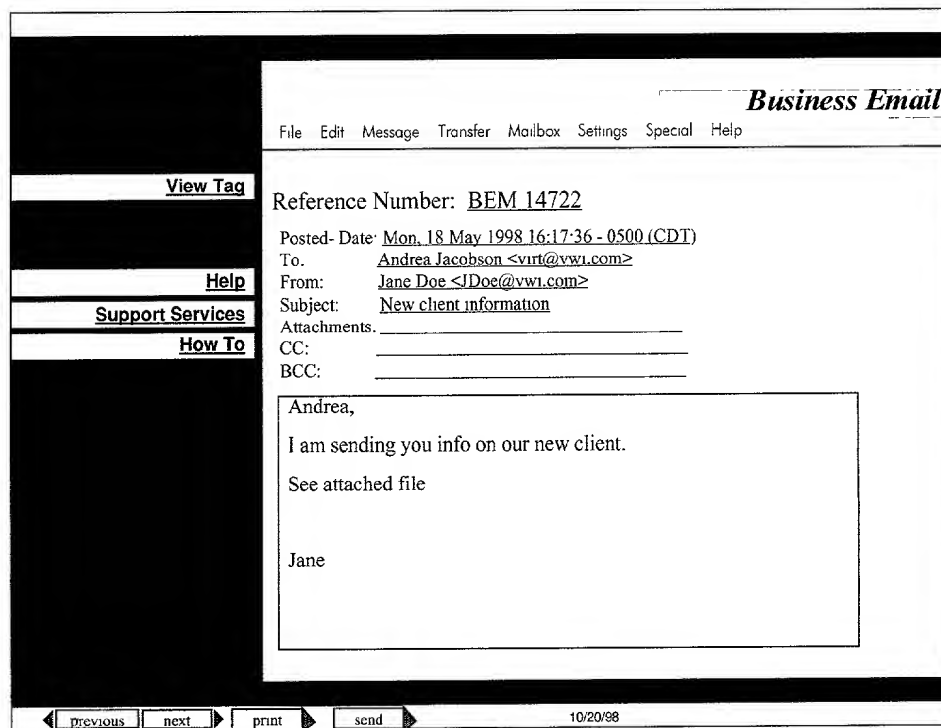 Business Email
File Edit Message Transfer Mailbox Settings Special Help
View Tag
Reference Number: BEM 14722
Posted- Date: Mon, 18 May 1998 16:17:36 - 0500 (CDT)
To. Andrea Jacobson <virt@vwi.com>
Help
From: Jane Doe <JDoe@vwi.com>
Support Services
Subject: New client information
Attachments.
How To
CC:
BCC:
Andrea,
I am sending you info on our new client.
See attached file
Jane
previous next print send 10/20/98